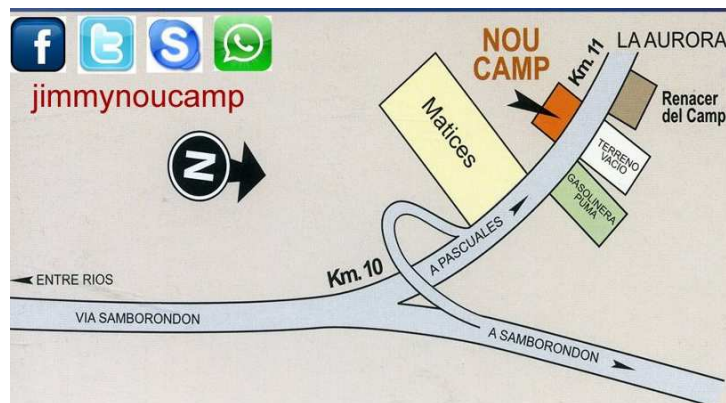 f
jimmynoucamp
N
NOU
CAMP
Km. 11
LA AURORA
Matices
Renacer
del Camp
TERRENO
VACIO
GASOLINERA
PUMA
A PASCUALES
Km. 10
ENTRE RIOS
VIA SAMBORONDON
A SAMBORONDON